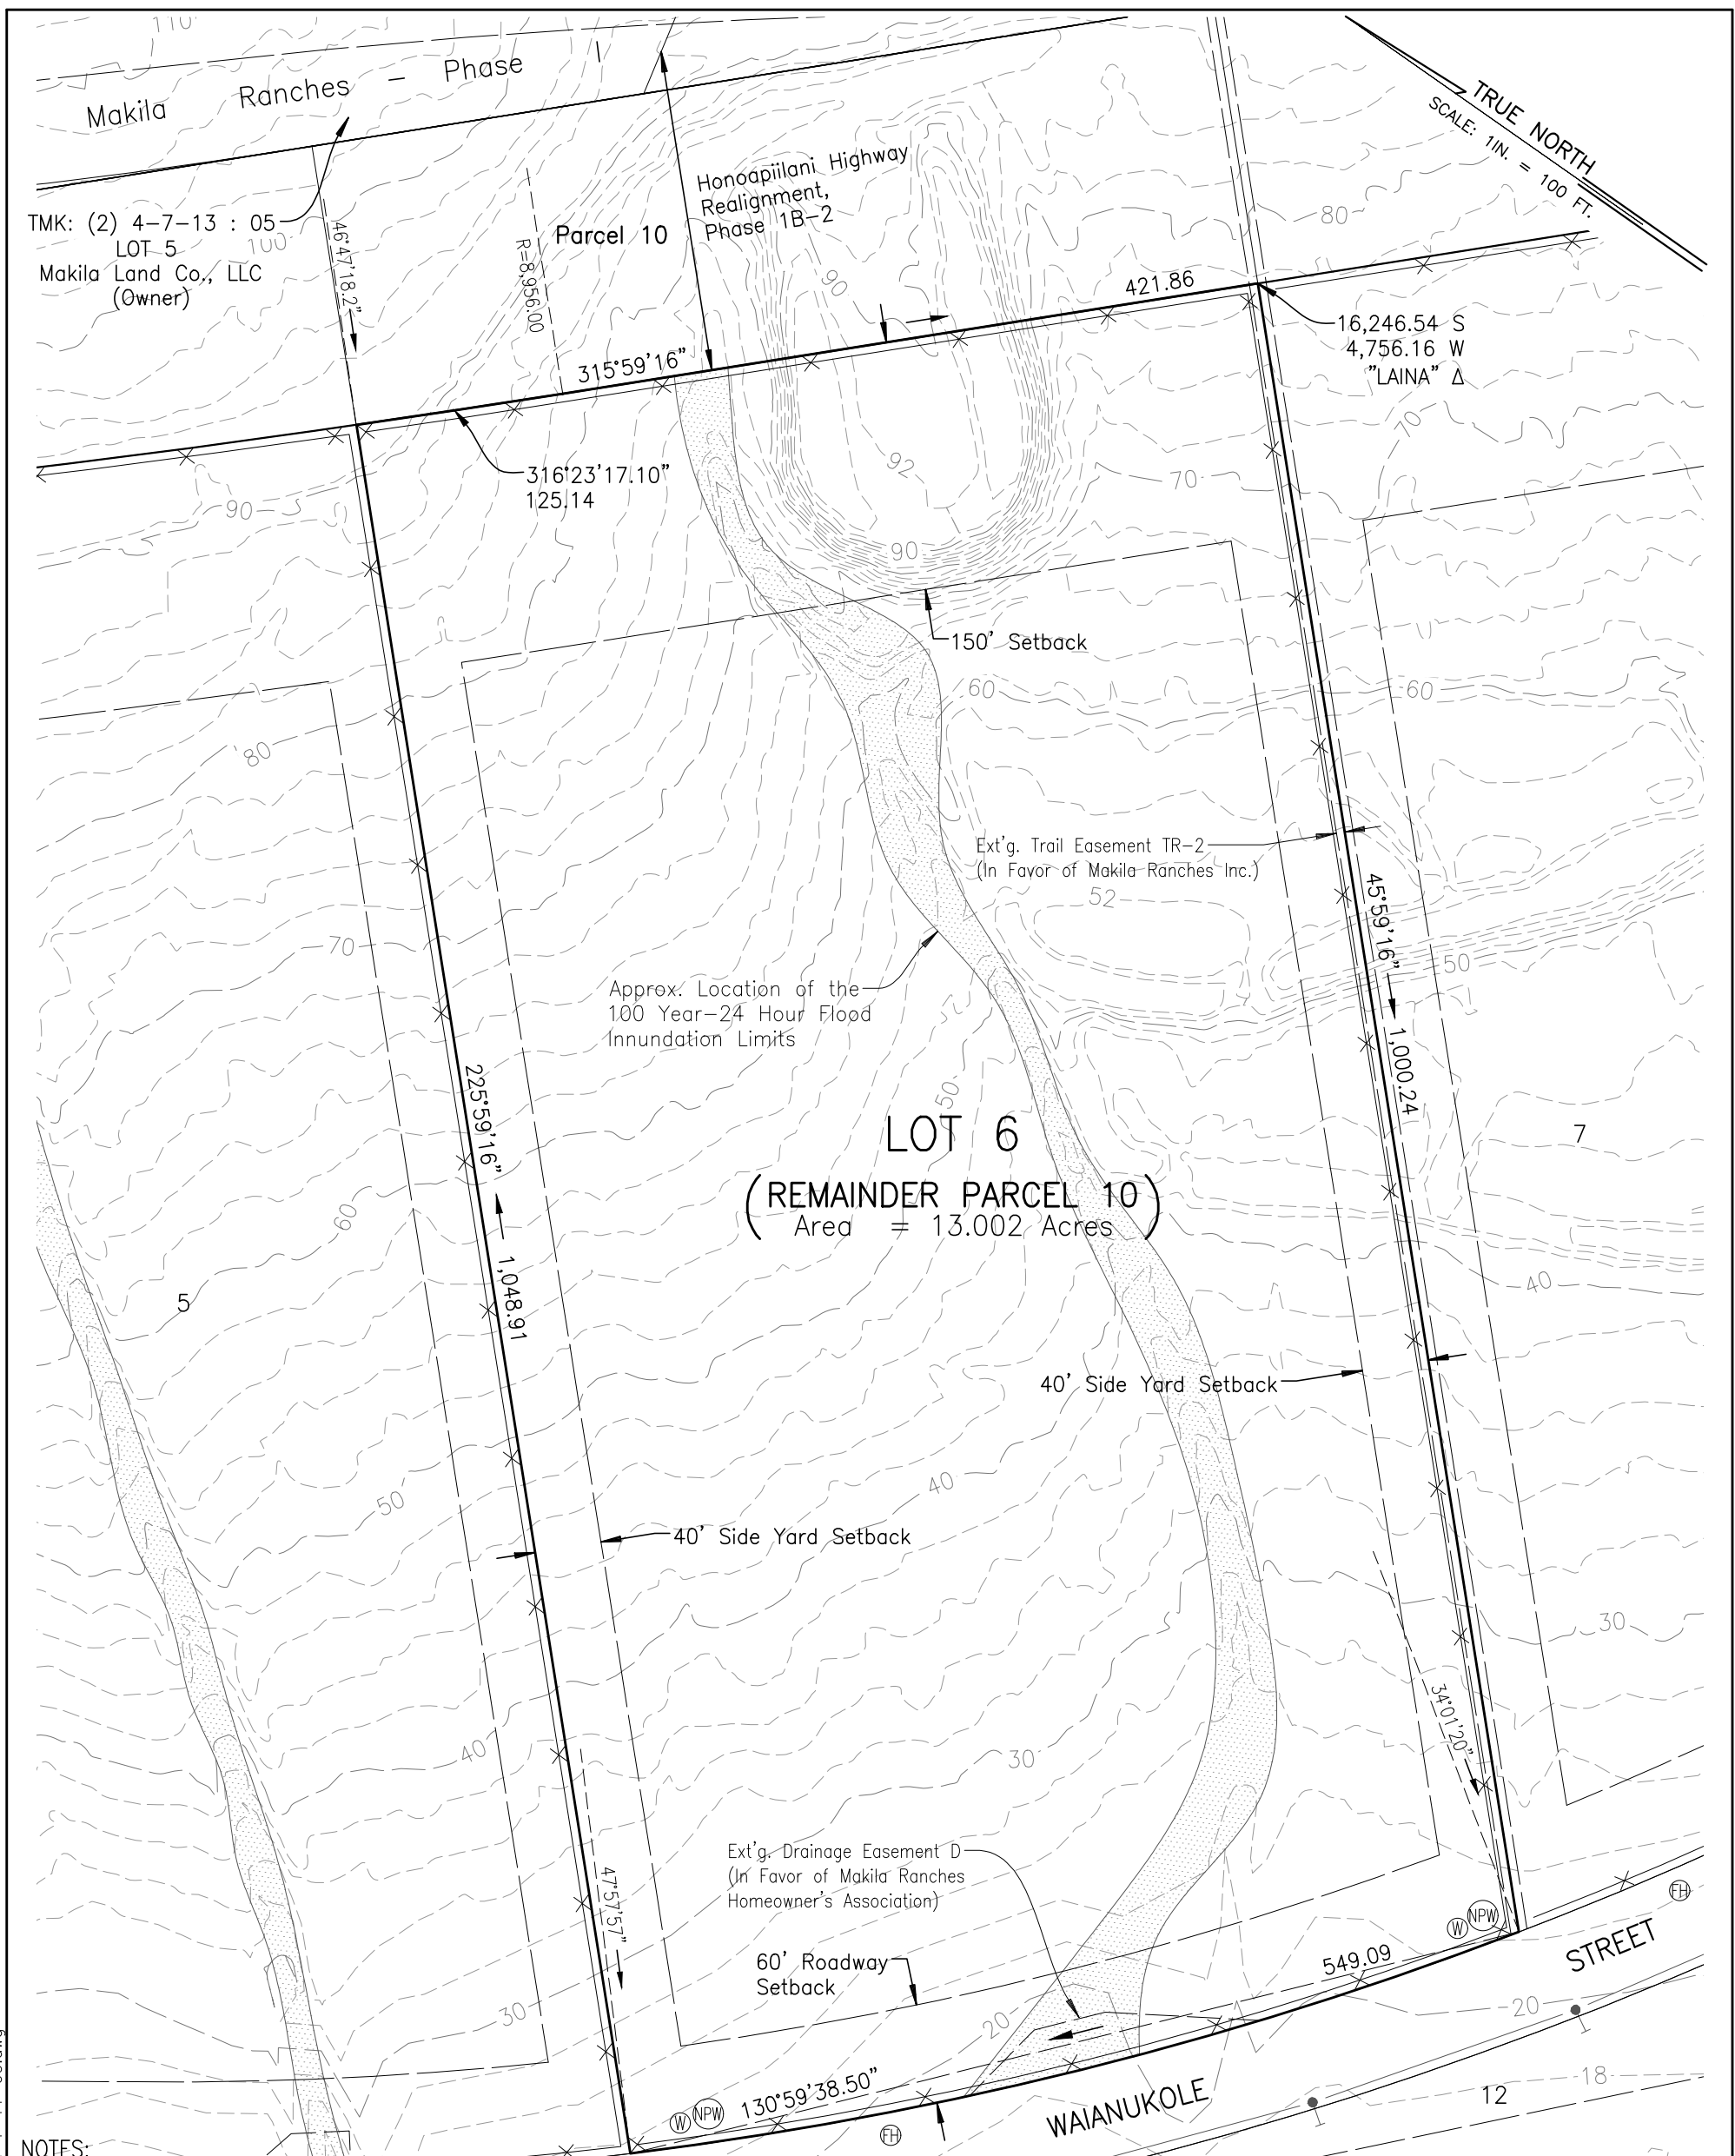 110
Makila Ranches - Phase I
TRUE NORTH
SCALE: 1IN. = 100 FT.
TMK: (2) 4-7-13 : 05
LOT 5
Makila Land Co., LLC
(Owner)
100
46°47'18.2"
R=8,956.00
Parcel 10
Honoapiilani Highway
Realignment,
Phase 1B-2
80
90
421.86
16,246.54 S
4,756.16 W
"LAINA" Δ
315°59'16"
316°23'17.10"
125.14
70
92
70
90
90
150' Setback
60
60
80
Ext'g. Trail Easement TR-2
(In Favor of Makila Ranches Inc.)
52
45°59'16"
1,000.24
70
50
Approx. Location of the
100 Year-24 Hour Flood
Innundation Limits
50
225°59'16"
1,048.91
LOT 6
(REMAINDER PARCEL 10)
Area = 13.002 Acres
7
60
5
40
40' Side Yard Setback
50
40
40' Side Yard Setback
30
34°01'20"
40
30
Ext'g. Drainage Easement D
(In Favor of Makila Ranches
Homeowner's Association)
47°57'57"
60' Roadway
Setback
549.09
W
NPW
FH
STREET
30
20
20
130°59'38.50"
W
NPW
FH
WAIANUKOLE
12
18
NOTES: